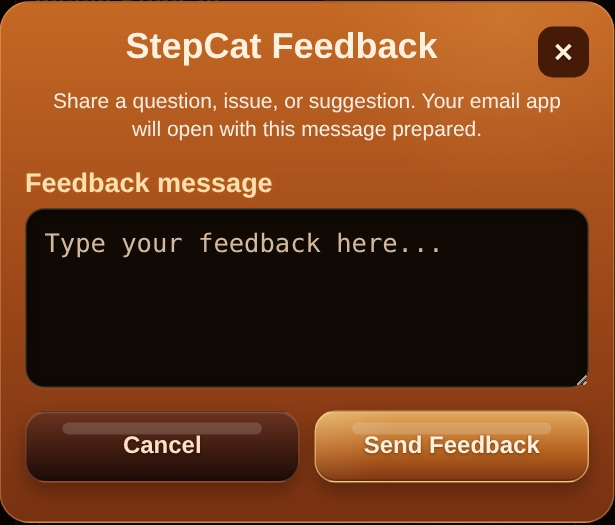 StepCat Feedback
×
Share a question, issue, or suggestion. Your email app
will open with this message prepared.
Feedback message
Type your feedback here...
Cancel
Send Feedback